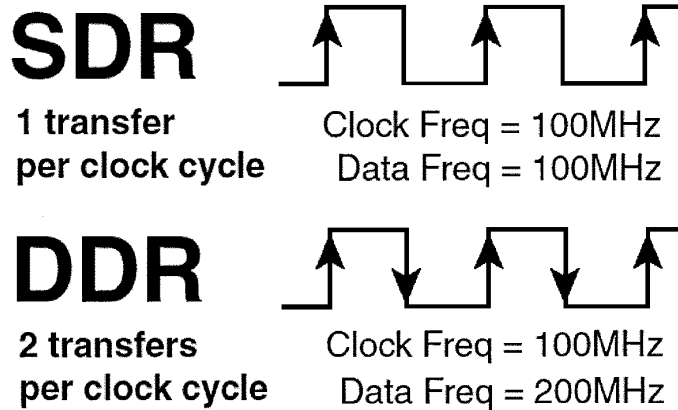 SDR
1 transfer
per clock cycle
Clock Freq = 100MHz
Data Freq = 100MHz
DDR
2 transfers
per clock cycle
Clock Freq = 100MHz
Data Freq = 200MHz